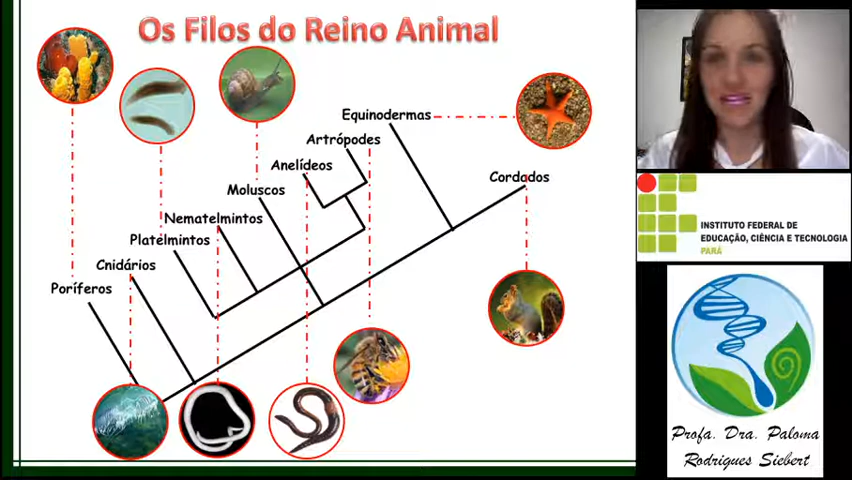 Os Filos do Reino Animal
Equinodermas
Artrópodes
Anelídeos
Cordados
Moluscos
Nematelmintos
Platelmintos
Cnidários
Poríferos
INSTITUTO FEDERAL DE
EDUCAÇÃO, CIÊNCIA E TECNOLOGIA
PARÁ
Profa. Dra. Paloma
Rodrigues Siebert